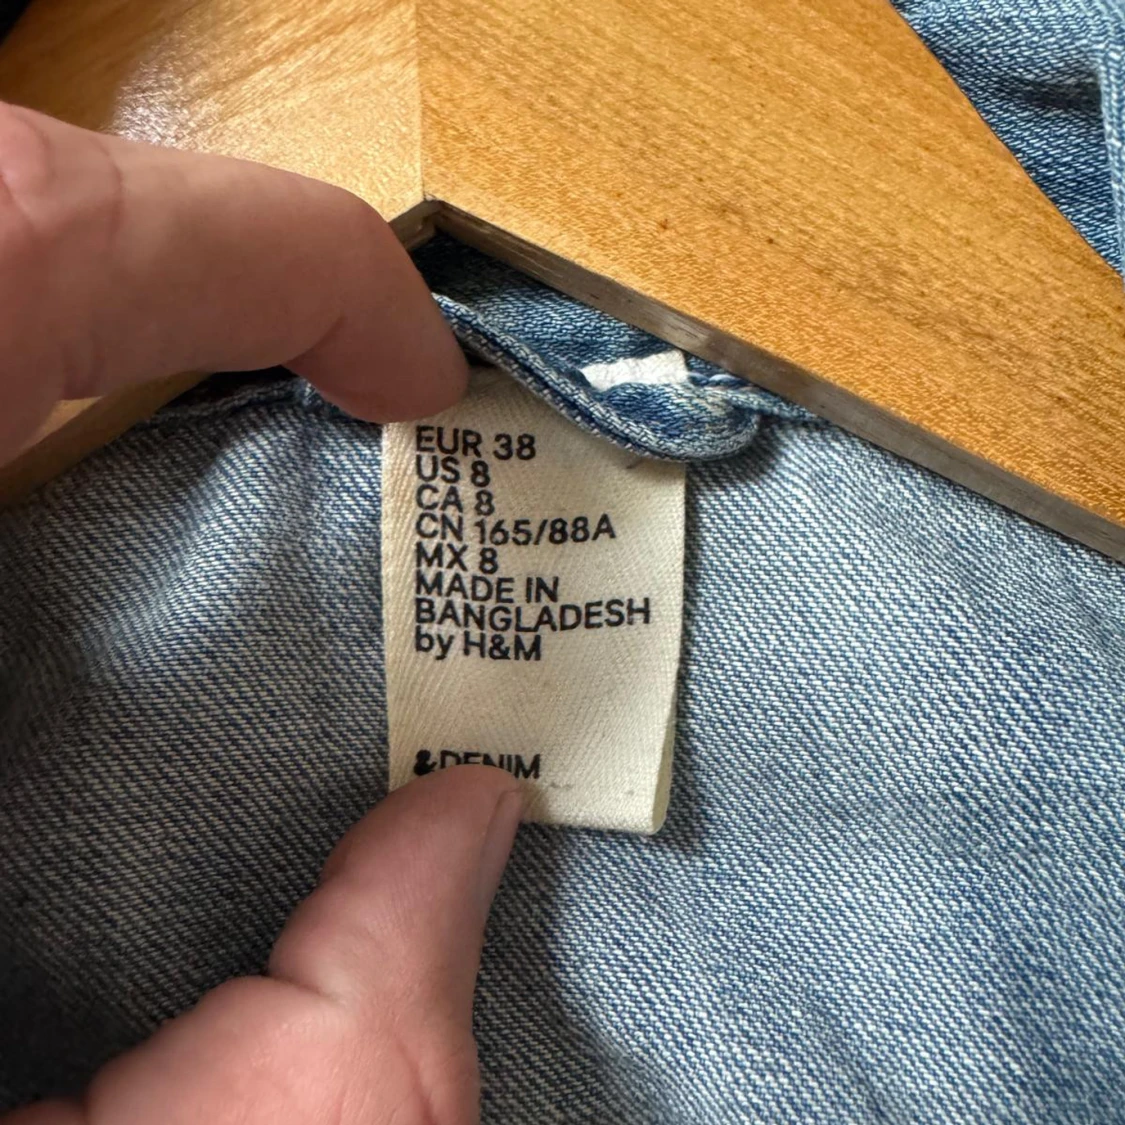 EUR 38
US 8
CA 8
CN 165/88A
MX 8
MADE IN
BANGLADESH
by H&M
&DENIM